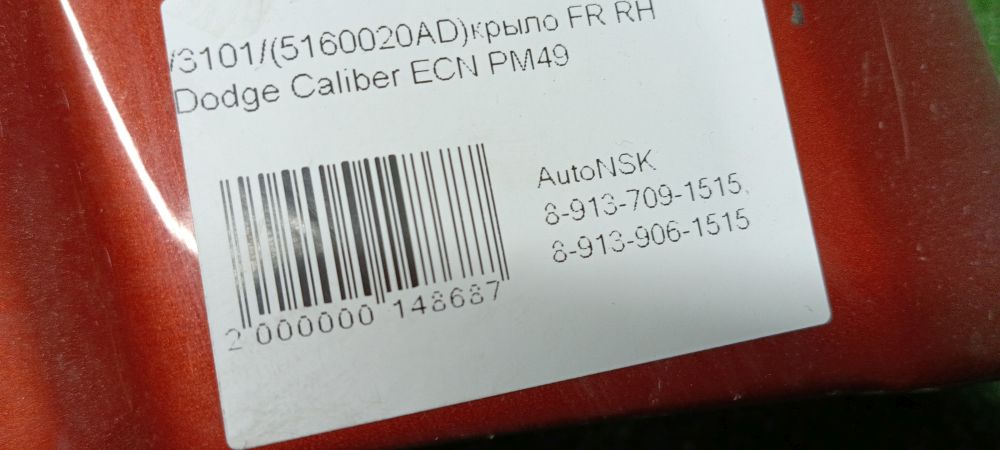 /3101/(5160020AD)крыло FR RH
Dodge Caliber ECN PM49
AutoNSK
8-913-709-1515,
8-913-906-1515
2 000000 148687